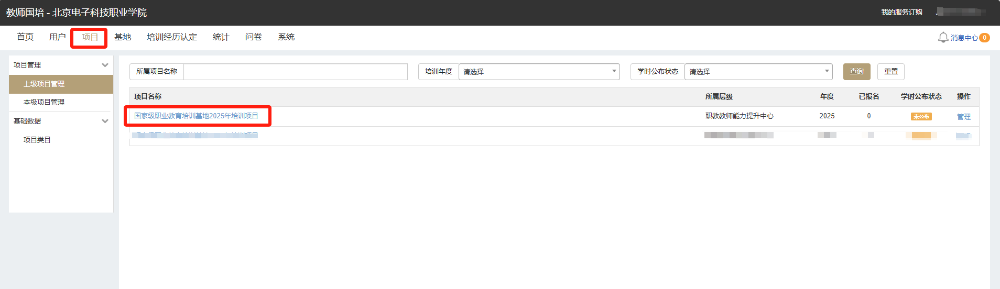 教师国培 - 北京电子科技职业学院
我的服务订购
首页 用户 项目 基地 培训经历认定 统计 问卷 系统
消息中心 0
项目管理
上级项目管理
本级项目管理
基础数据
项目类目
所属项目名称 培训年度 请选择 学时公布状态 请选择 查询 重置
项目名称 所属层级 年度 已报名 学时公布状态 操作
国家级职业教育培训基地2025年培训项目 职教教师能力提升中心 2025 0 未公布 管理